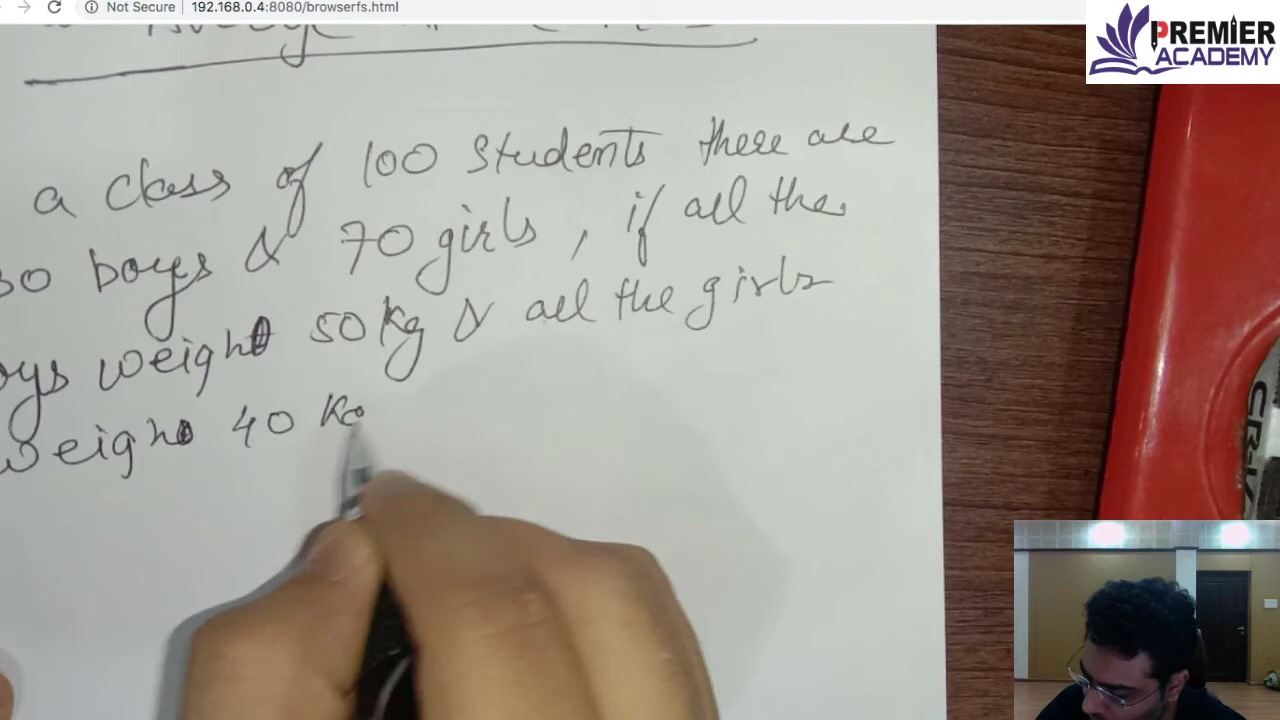 Not Secure 192.168.0.4:8080/browserfs.html
PREMIER
ACADEMY
a class of 100 students there are
30 boys & 70 girls, if all the
boys weight 50 kg & all the girls
weight 40 kg